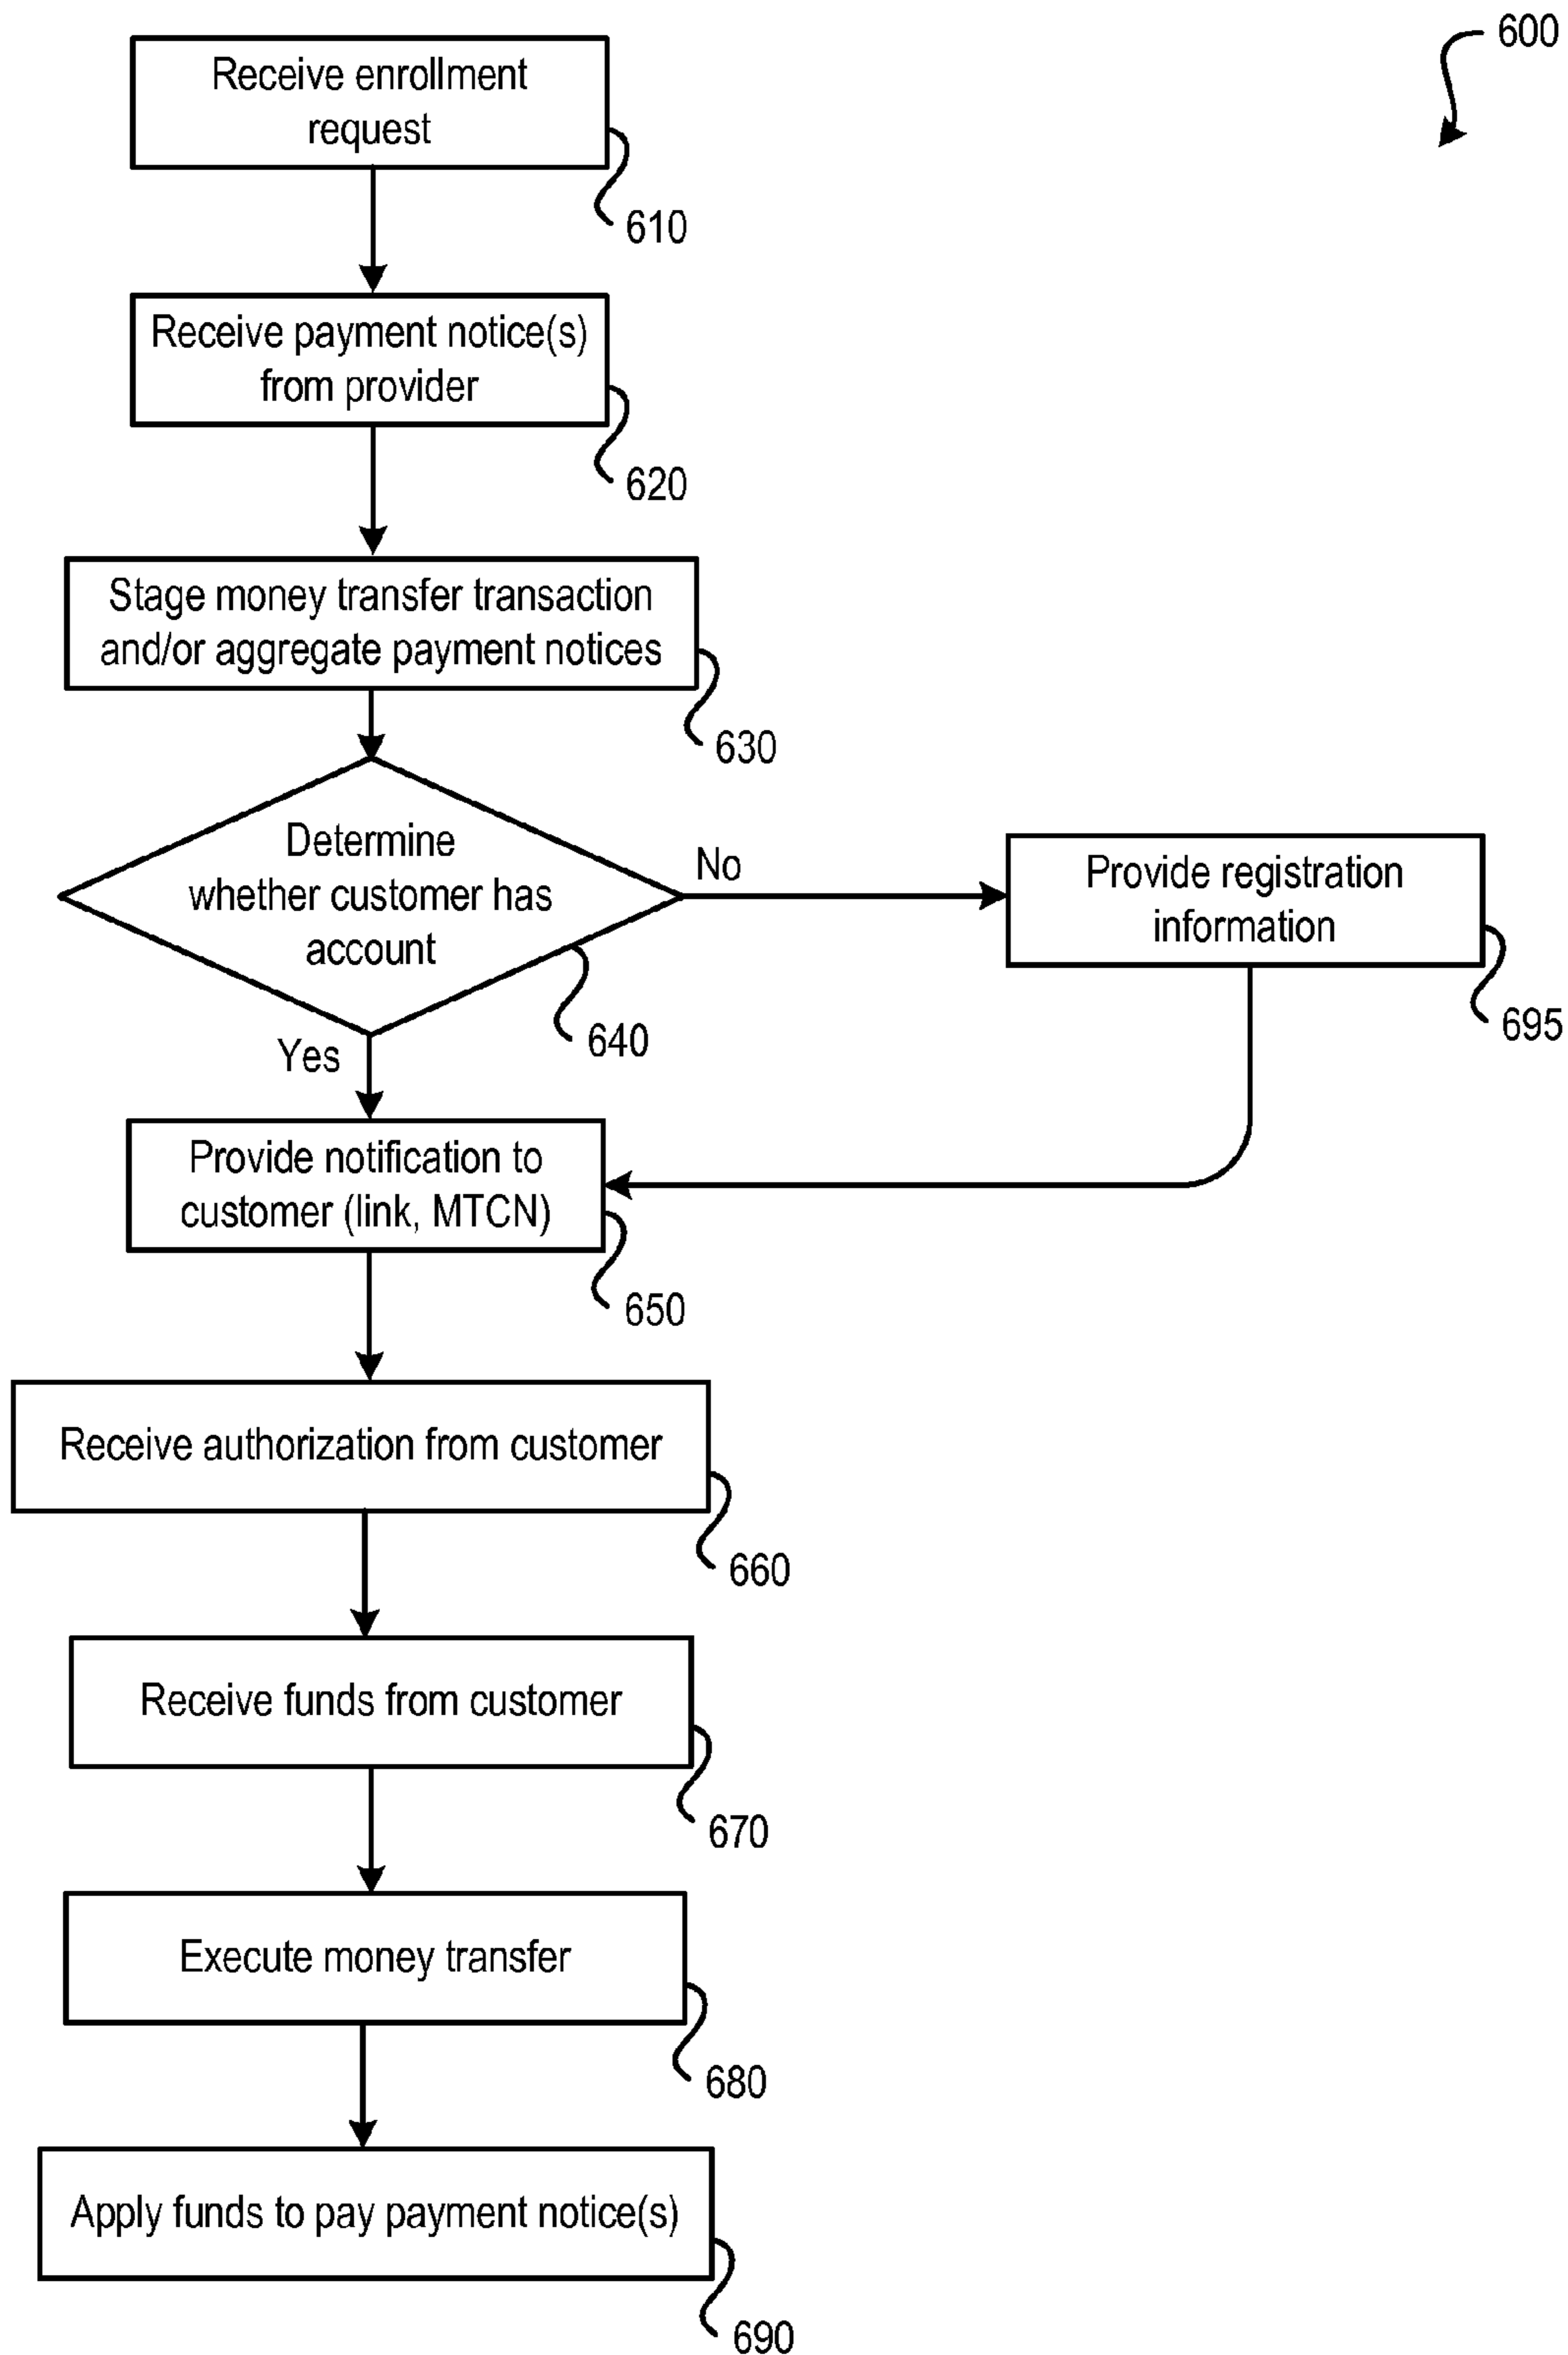 600
Receive enrollment
request
610
Receive payment notice(s)
from provider
620
Stage money transfer transaction
and/or aggregate payment notices
630
Determine
whether customer has
account
640
No
Provide registration
information
695
Yes
Provide notification to
customer (link, MTCN)
650
Receive authorization from customer
660
Receive funds from customer
670
Execute money transfer
680
Apply funds to pay payment notice(s)
690